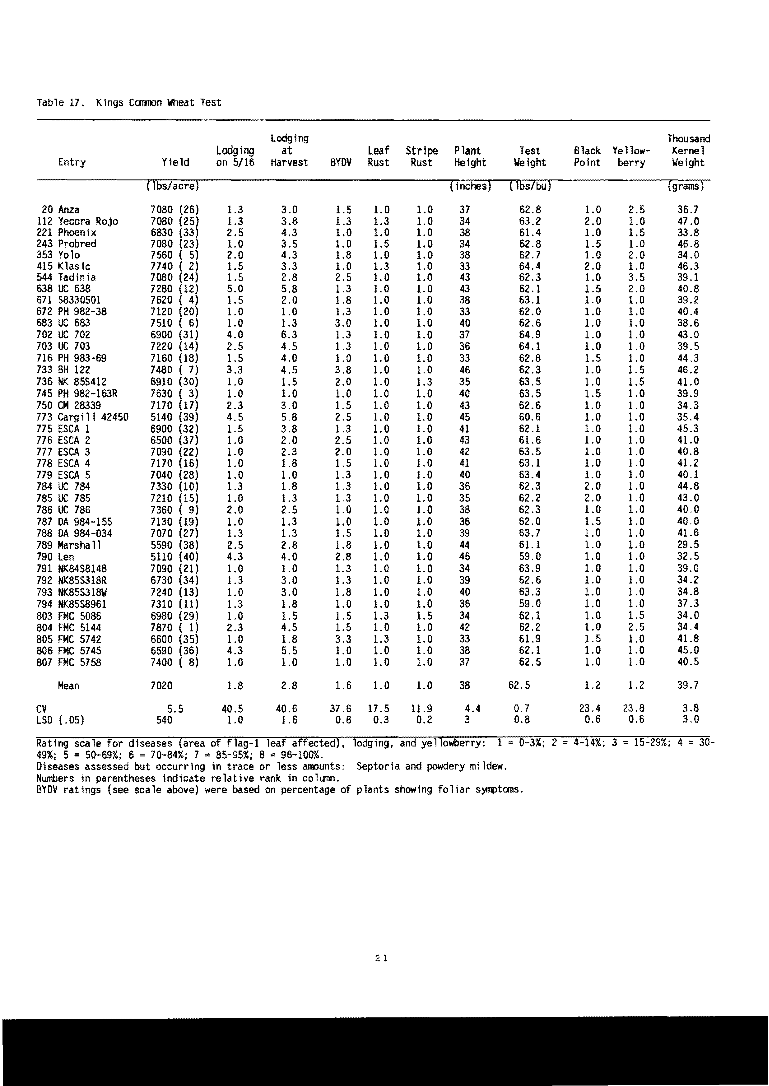 Table 17. Kings Common Wheat Test
Entry Yield Lodging on 5/16 Lodging at Harvest BYDV Leaf Rust Stripe Rust Plant Height Test Weight Black Point Yellow-berry Thousand Kernel Weight
(lbs/acre) (inches) (lbs/bu) (grams)
20 Anza 7080 (26) 1.3 3.0 1.5 1.0 1.0 37 62.8 1.0 2.5 36.7
112 Yecora Rojo 7080 (25) 1.3 3.8 1.3 1.3 1.0 34 63.2 2.0 1.0 47.0
221 Phoenix 6830 (33) 2.5 4.3 1.0 1.0 1.0 38 61.4 1.0 1.5 33.8
243 Probred 7080 (23) 1.0 3.5 1.0 1.5 1.0 34 62.8 1.5 1.0 46.8
353 Yolo 7560 ( 5) 2.0 4.3 1.8 1.0 1.0 38 62.7 1.0 2.0 34.0
415 Klasic 7740 ( 2) 1.5 3.3 1.0 1.3 1.0 33 64.4 2.0 1.0 46.3
544 Tadinia 7080 (24) 1.5 2.8 2.5 1.0 1.0 43 62.3 1.0 3.5 39.1
638 UC 638 7280 (12) 5.0 5.8 1.3 1.0 1.0 43 62.1 1.5 2.0 40.8
671 S8330501 7620 ( 4) 1.5 2.0 1.8 1.0 1.0 38 63.1 1.0 1.0 39.2
672 PH 982-38 7120 (20) 1.0 1.0 1.3 1.0 1.0 33 62.0 1.0 1.0 40.4
683 UC 683 7510 ( 6) 1.0 1.3 3.0 1.0 1.0 40 62.6 1.0 1.0 38.6
702 UC 702 6900 (31) 4.0 6.3 1.3 1.0 1.0 37 64.9 1.0 1.0 43.0
703 UC 703 7220 (14) 2.5 4.5 1.3 1.0 1.0 36 64.1 1.0 1.0 39.5
716 PH 983-69 7160 (18) 1.5 4.0 1.0 1.0 1.0 33 62.8 1.5 1.0 44.3
733 BH 122 7480 ( 7) 3.3 4.5 3.8 1.0 1.0 46 62.3 1.0 1.5 46.2
736 NK 85S412 6910 (30) 1.0 1.5 2.0 1.0 1.3 35 63.5 1.5 1.0 41.0
745 PH 982-163R 7630 ( 3) 1.0 1.0 1.0 1.0 1.0 40 63.5 1.5 1.0 39.9
750 CM 28339 7170 (17) 2.3 3.0 1.5 1.0 1.0 43 62.6 1.0 1.0 34.3
773 Cargill 42450 5140 (39) 4.5 5.8 2.5 1.0 1.0 45 60.6 1.0 1.0 35.4
775 ESCA 1 6900 (32) 1.5 3.8 1.3 1.0 1.0 41 62.1 1.0 1.0 45.3
776 ESCA 2 6500 (37) 1.0 2.0 2.5 1.0 1.0 43 61.6 1.0 1.0 41.0
777 ESCA 3 7090 (22) 1.0 2.3 2.0 1.0 1.0 42 63.5 1.0 1.0 40.8
778 ESCA 4 7170 (16) 1.0 1.8 1.5 1.0 1.0 41 63.1 1.0 1.0 41.2
779 ESCA 5 7040 (28) 1.0 1.0 1.3 1.0 1.0 40 63.4 1.0 1.0 40.1
784 UC 784 7330 (10) 1.3 1.8 1.3 1.0 1.0 36 62.3 2.0 1.0 44.8
785 UC 785 7210 (15) 1.0 1.3 1.3 1.0 1.0 35 62.2 2.0 1.0 43.0
786 UC 786 7360 ( 9) 2.0 2.5 1.0 1.0 1.0 38 62.3 1.0 1.0 40.0
787 DA 984-155 7130 (19) 1.0 1.3 1.0 1.0 1.0 36 62.0 1.5 1.0 40.0
788 DA 984-034 7070 (27) 1.3 1.3 1.5 1.0 1.0 39 63.7 1.0 1.0 41.6
789 Marshall 5590 (38) 2.5 2.8 1.8 1.0 1.0 44 61.1 1.0 1.0 29.5
790 Len 5110 (40) 4.3 4.0 2.8 1.0 1.0 46 59.0 1.0 1.0 32.5
791 NK84S8148 7090 (21) 1.0 1.0 1.3 1.0 1.0 34 63.9 1.0 1.0 39.0
792 NK85S318R 6730 (34) 1.3 3.0 1.3 1.0 1.0 39 62.6 1.0 1.0 34.2
793 NK85S318W 7240 (13) 1.0 3.0 1.8 1.0 1.0 40 63.3 1.0 1.0 34.8
794 NK85S8961 7310 (11) 1.3 1.8 1.0 1.0 1.0 36 59.0 1.0 1.0 37.3
803 FMC 5086 6980 (29) 1.0 1.5 1.5 1.3 1.5 34 62.1 1.0 1.5 34.0
804 FMC 5144 7870 ( 1) 2.3 4.5 1.5 1.0 1.0 42 62.2 1.0 2.5 34.4
805 FMC 5742 6600 (35) 1.0 1.8 3.3 1.3 1.0 33 61.9 1.5 1.0 41.8
806 FMC 5745 6590 (36) 4.3 5.5 1.0 1.0 1.0 38 62.1 1.0 1.0 45.0
807 FMC 5758 7400 ( 8) 1.0 1.0 1.0 1.0 1.0 37 62.5 1.0 1.0 40.5
Mean 7020 1.8 2.8 1.6 1.0 1.0 38 62.5 1.2 1.2 39.7
CV 5.5 40.5 40.6 37.6 17.5 11.9 4.4 0.7 23.4 23.8 3.8
LSD (.05) 540 1.0 1.6 0.8 0.3 0.2 3 0.8 0.6 0.6 3.0
Rating scale for diseases (area of flag-1 leaf affected), lodging, and yellowberry: 1 = 0-3%; 2 = 4-14%; 3 = 15-29%; 4 = 30-
49%; 5 = 50-69%; 6 = 70-84%; 7 = 85-95%; 8 = 96-100%.
Diseases assessed but occurring in trace or less amounts: Septoria and powdery mildew.
Numbers in parentheses indicate relative rank in column.
BYDV ratings (see scale above) were based on percentage of plants showing foliar symptoms.
21